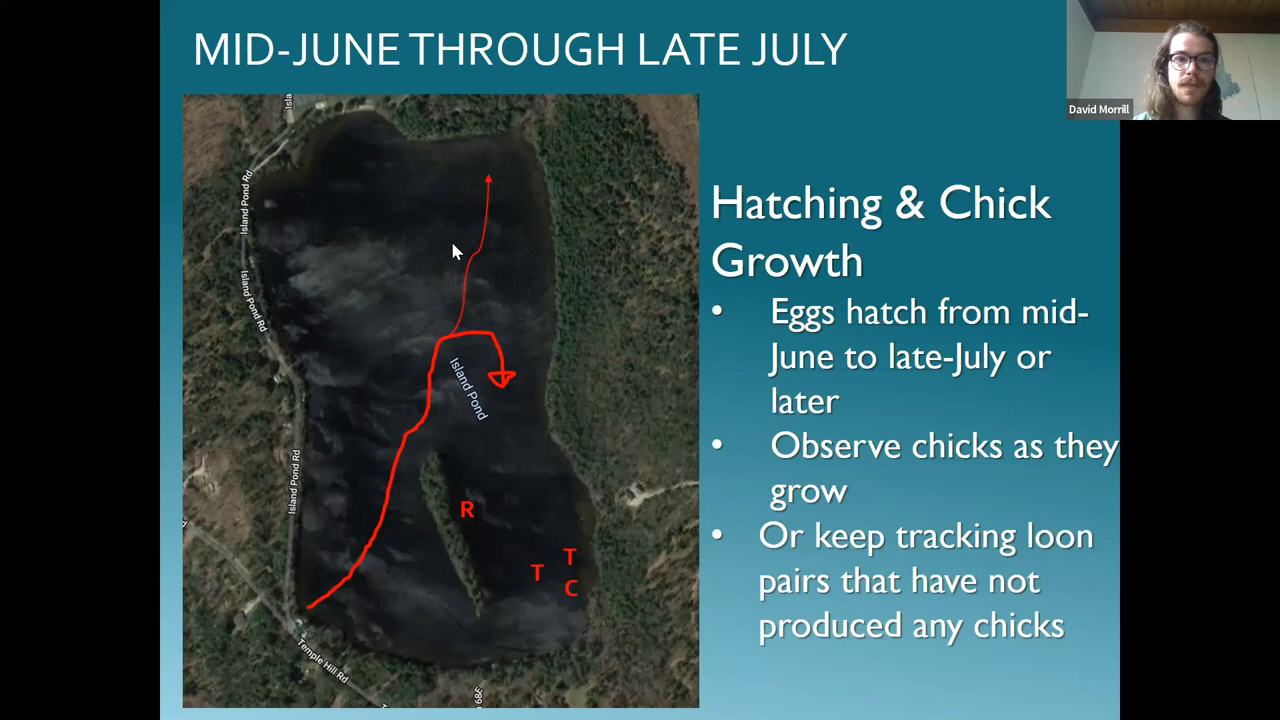 MID-JUNE THROUGH LATE JULY
David Morrill
Isla
Island Pond Rd
Island Pond Rd
Island Pond Rd
Island Pond
R
T
T
C
Temple Hill Rd
Hatching & Chick
Growth
• Eggs hatch from mid-
June to late-July or
later
• Observe chicks as they
grow
• Or keep tracking loon
pairs that have not
produced any chicks